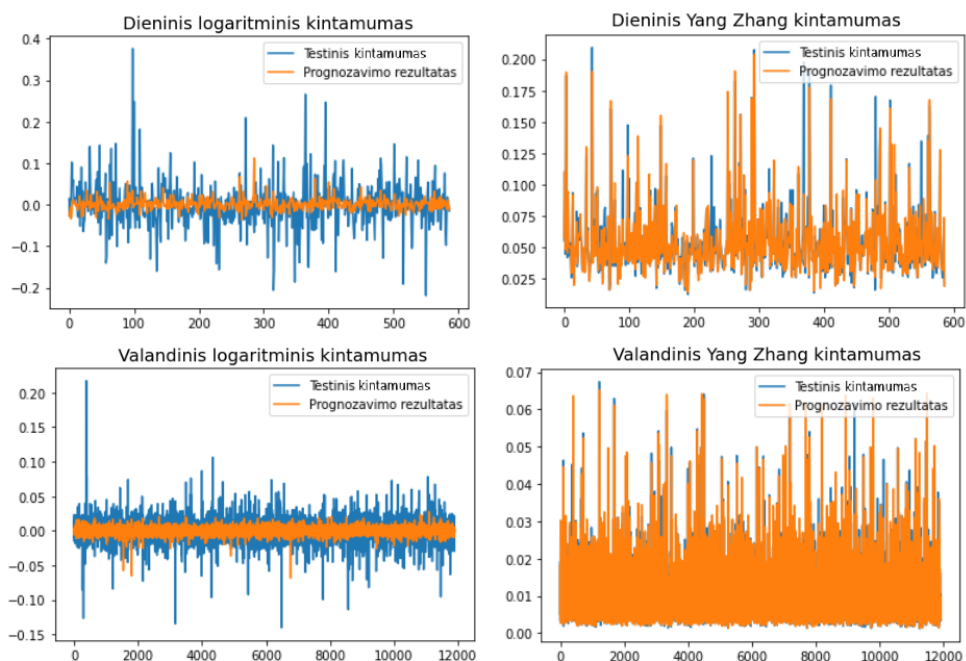 Dieninis logaritminis kintamumas
0.4
0.3
0.2
0.1
0.0
−0.1
−0.2
Testinis kintamumas
Prognozavimo rezultatas
0 100 200 300 400 500 600
Dieninis Yang Zhang kintamumas
0.200
0.175
0.150
0.125
0.100
0.075
0.050
0.025
Testinis kintamumas
Prognozavimo rezultatas
0 100 200 300 400 500 600
Valandinis logaritminis kintamumas
0.20
0.15
0.10
0.05
0.00
−0.05
−0.10
−0.15
Testinis kintamumas
Prognozavimo rezultatas
0 2000 4000 6000 8000 10000 12000
Valandinis Yang Zhang kintamumas
0.07
0.06
0.05
0.04
0.03
0.02
0.01
0.00
Testinis kintamumas
Prognozavimo rezultatas
0 2000 4000 6000 8000 10000 12000